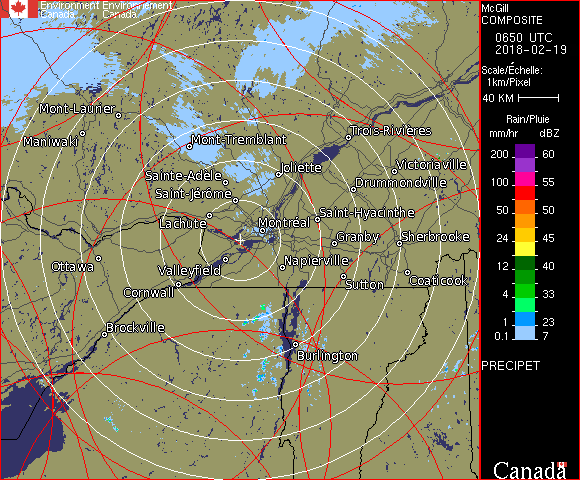 Environment Environnement
Canada Canada
McGill
COMPOSITE
0650 UTC
2018-02-19
Scale/Échelle:
1km/Pixel
40 KM
Rain/Pluie
mm/hr dBZ
200 60
100 55
50 50
24 45
12 40
4 33
1 23
0.1 7
PRECIPET
Canada
Mont-Laurier
Maniwaki
Mont-Tremblant
Trois-Rivières
Sainte-Adèle
Joliette
Victoriaville
Saint-Jérôme
Drummondville
Lachute
Montréal
Saint-Hyacinthe
Granby
Sherbrooke
Ottawa
Valleyfield
Napierville
Cornwall
Sutton
Coaticook
Brockville
Burlington